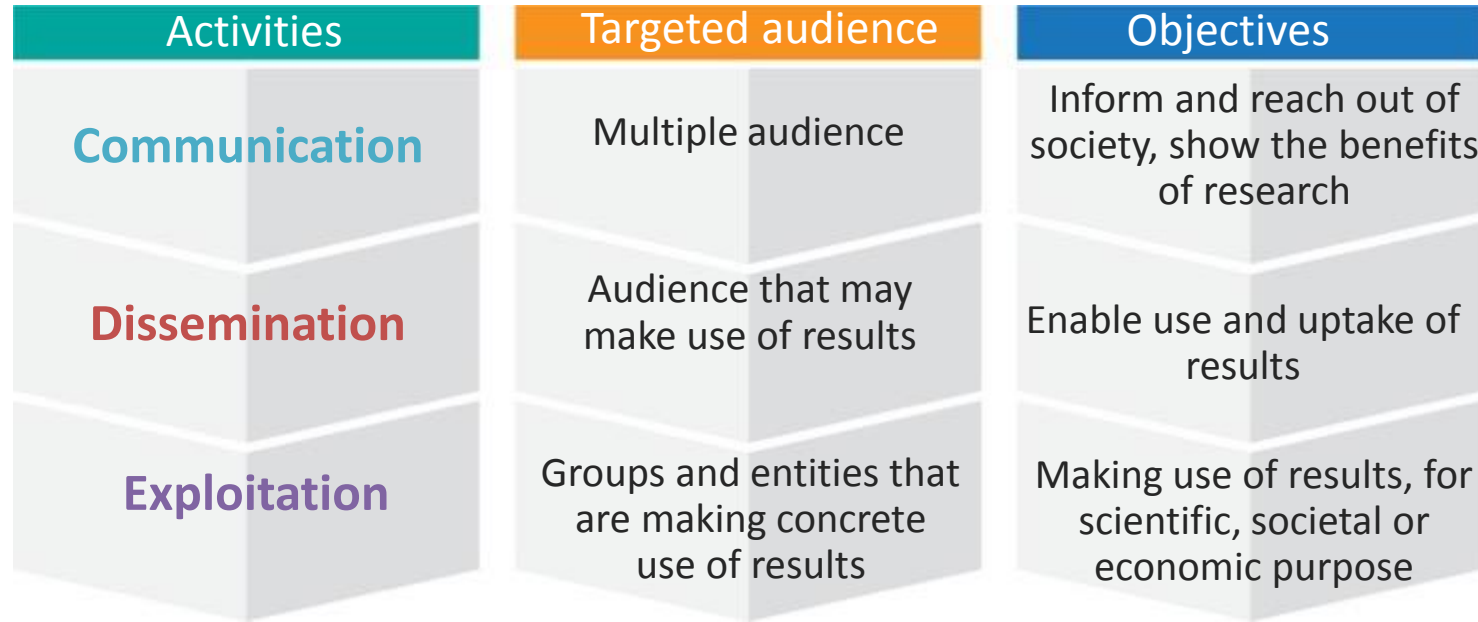 Activities
Targeted audience
Objectives
Communication
Multiple audience
Inform and reach out of
society, show the benefits
of research
Dissemination
Audience that may
make use of results
Enable use and uptake of
results
Exploitation
Groups and entities that
are making concrete
use of results
Making use of results, for
scientific, societal or
economic purpose